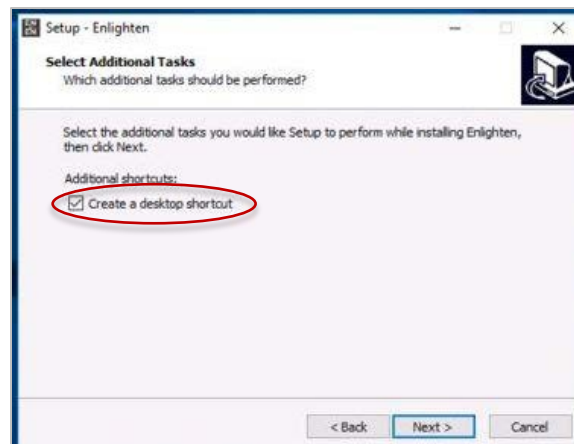 Setup - Enlighten
Select Additional Tasks
Which additional tasks should be performed?
Select the additional tasks you would like Setup to perform while installing Enlighten,
then click Next.
Additional shortcuts:
Create a desktop shortcut
< Back
Next >
Cancel